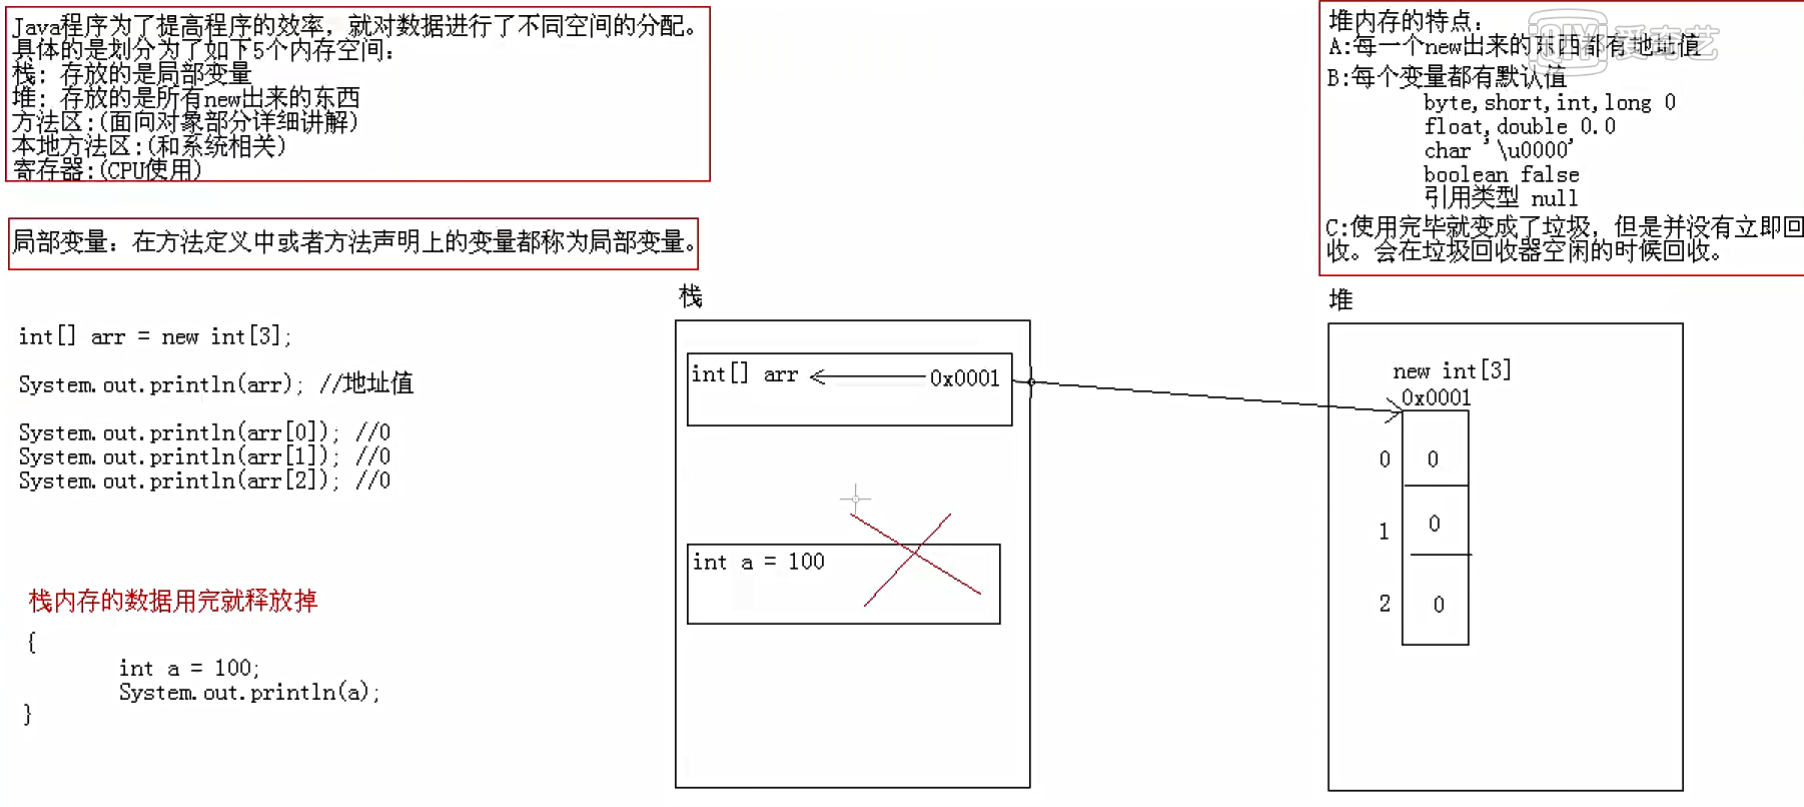 Java程序为了提高程序的效率，就对数据进行了不同空间的分配。
具体的是划分为了如下5个内存空间：
栈：存放的是局部变量
堆：存放的是所有new出来的东西
方法区:(面向对象部分详细讲解)
本地方法区:(和系统相关)
寄存器:(CPU使用)
局部变量：在方法定义中或者方法声明上的变量都称为局部变量。
int[] arr = new int[3];
System.out.println(arr); //地址值
System.out.println(arr[0]); //0
System.out.println(arr[1]); //0
System.out.println(arr[2]); //0
栈内存的数据用完就释放掉
{
int a = 100;
System.out.println(a);
}
栈
int[] arr
0x0001
int a = 100
堆内存的特点：
A:每一个new出来的东西都有地址值
B:每个变量都有默认值
byte,short,int,long 0
float,double 0.0
char '\u0000'
boolean false
引用类型 null
C:使用完毕就变成了垃圾，但是并没有立即回
收。会在垃圾回收器空闲的时候回收。
堆
new int[3]
0x0001
0 0
1 0
2 0
QIY 爱奇艺